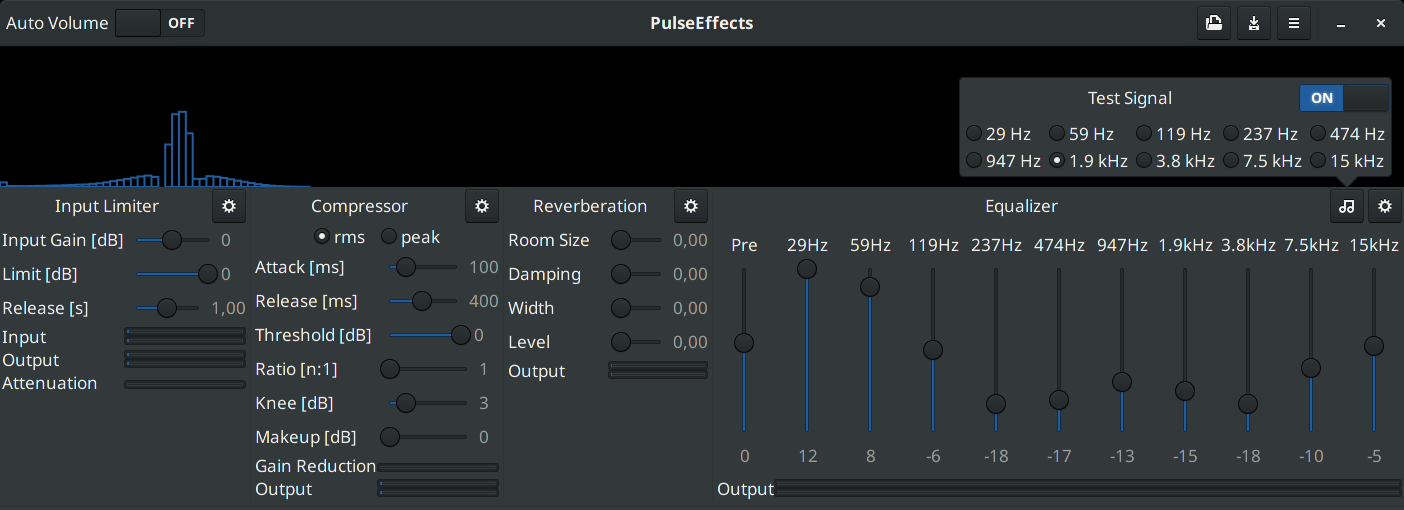 Auto Volume OFF PulseEffects
Test Signal ON
29 Hz 59 Hz 119 Hz 237 Hz 474 Hz
947 Hz 1.9 kHz 3.8 kHz 7.5 kHz 15 kHz
Input Limiter
Input Gain [dB] 0
Limit [dB] 0
Release [s] 1,00
Input
Output
Attenuation
Compressor
rms peak
Attack [ms] 100
Release [ms] 400
Threshold [dB] 0
Ratio [n:1] 1
Knee [dB] 3
Makeup [dB] 0
Gain Reduction
Output
Reverberation
Room Size 0,00
Damping 0,00
Width 0,00
Level 0,00
Output
Equalizer
Pre 29Hz 59Hz 119Hz 237Hz 474Hz 947Hz 1.9kHz 3.8kHz 7.5kHz 15kHz
0 12 8 -6 -18 -17 -13 -15 -18 -10 -5
Output